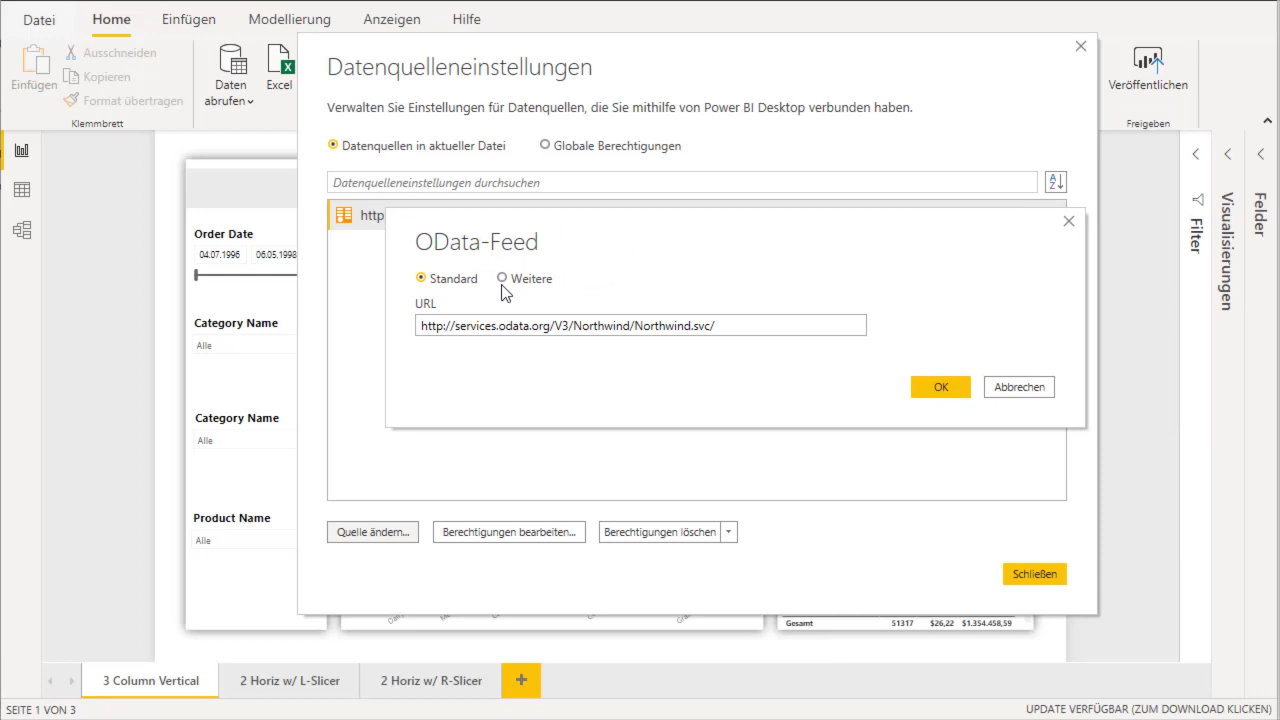 Datei Home Einfügen Modellierung Anzeigen Hilfe
Einfügen
Ausschneiden
Kopieren
Format übertragen
Klemmbrett
Daten
abrufen
Excel
Veröffentlichen
Freigeben
Datenquelleneinstellungen
Verwalten Sie Einstellungen für Datenquellen, die Sie mithilfe von Power BI Desktop verbunden haben.
Datenquellen in aktueller Datei Globale Berechtigungen
Datenquelleneinstellungen durchsuchen
http
OData-Feed
Standard Weitere
URL
http://services.odata.org/V3/Northwind/Northwind.svc/
OK Abbrechen
Quelle ändern... Berechtigungen bearbeiten... Berechtigungen löschen
Schließen
Order Date
04.07.1996 06.05.1998
Category Name
Alle
Category Name
Alle
Product Name
Alle
Filter
Visualisierungen
Felder
Gesamt 51317 $26,22 $1.354.458,59
3 Column Vertical 2 Horiz w/ L-Slicer 2 Horiz w/ R-Slicer
SEITE 1 VON 3 UPDATE VERFÜGBAR (ZUM DOWNLOAD KLICKEN)